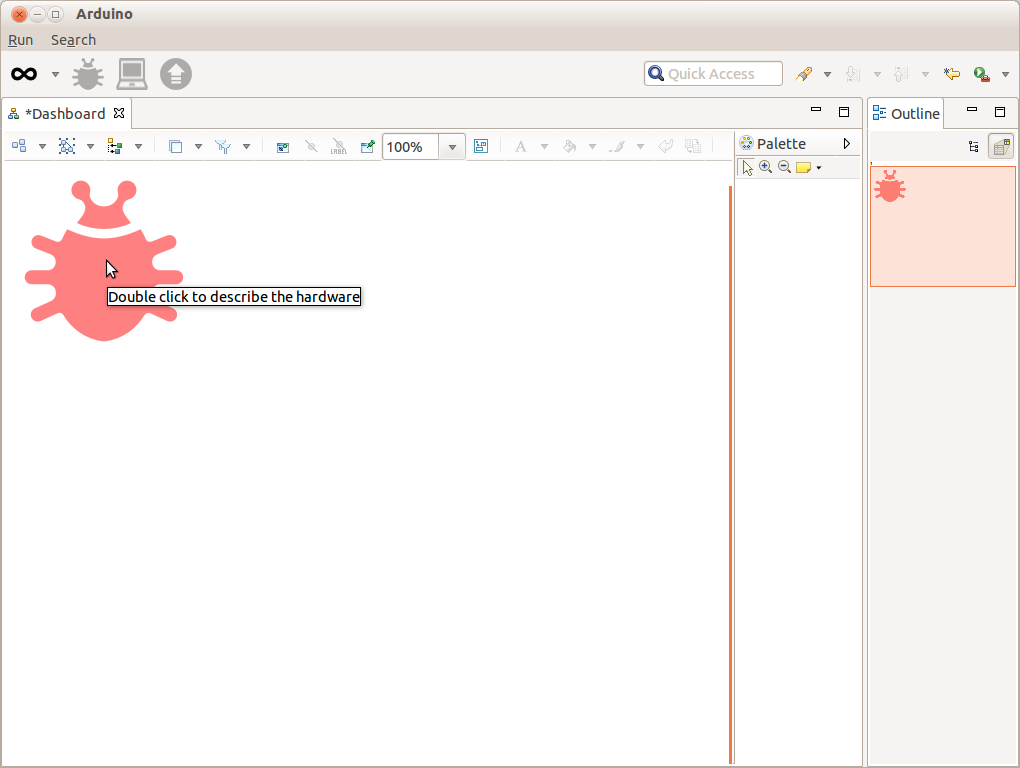 Arduino
Run Search
Quick Access
*Dashboard
Outline
LABEL
100%
A
Palette
Double click to describe the hardware